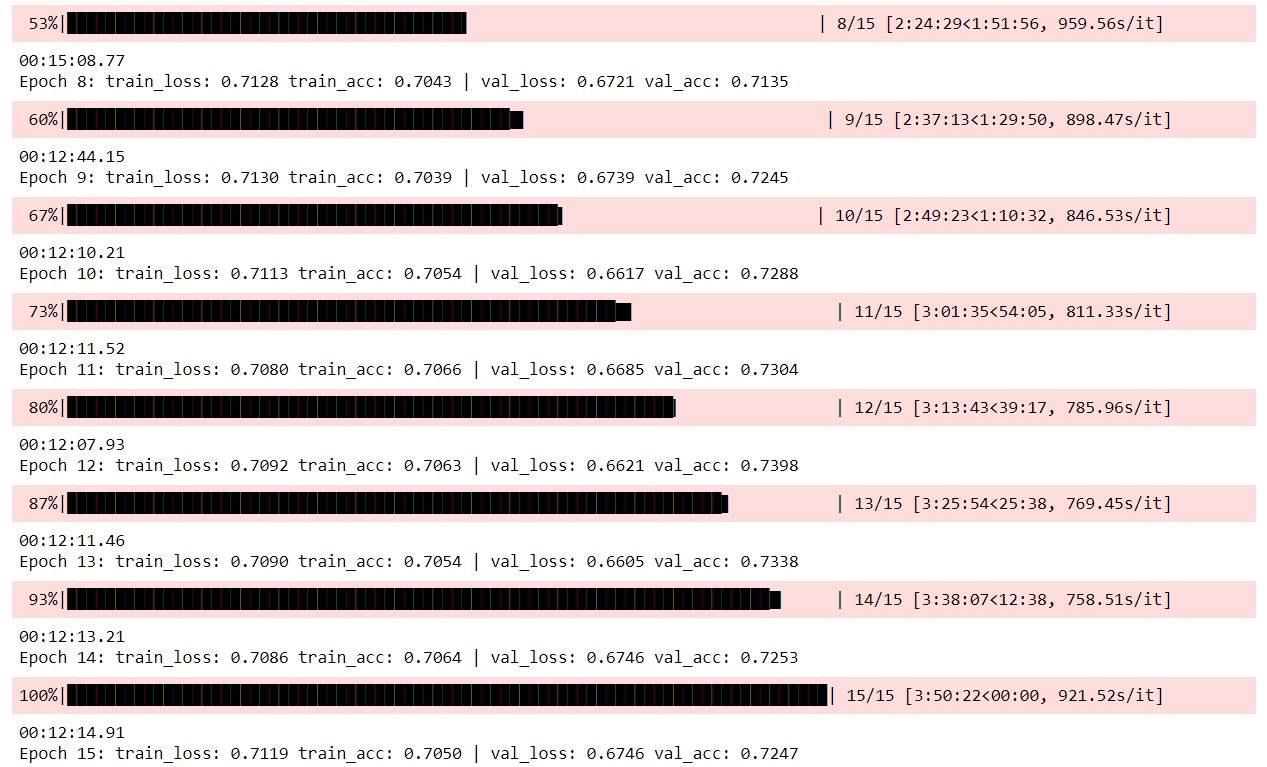 53%| | 8/15 [2:24:29<1:51:56, 959.56s/it]
00:15:08.77
Epoch 8: train_loss: 0.7128 train_acc: 0.7043 | val_loss: 0.6721 val_acc: 0.7135
60%| | 9/15 [2:37:13<1:29:50, 898.47s/it]
00:12:44.15
Epoch 9: train_loss: 0.7130 train_acc: 0.7039 | val_loss: 0.6739 val_acc: 0.7245
67%| | 10/15 [2:49:23<1:10:32, 846.53s/it]
00:12:10.21
Epoch 10: train_loss: 0.7113 train_acc: 0.7054 | val_loss: 0.6617 val_acc: 0.7288
73%| | 11/15 [3:01:35<54:05, 811.33s/it]
00:12:11.52
Epoch 11: train_loss: 0.7080 train_acc: 0.7066 | val_loss: 0.6685 val_acc: 0.7304
80%| | 12/15 [3:13:43<39:17, 785.96s/it]
00:12:07.93
Epoch 12: train_loss: 0.7092 train_acc: 0.7063 | val_loss: 0.6621 val_acc: 0.7398
87%| | 13/15 [3:25:54<25:38, 769.45s/it]
00:12:11.46
Epoch 13: train_loss: 0.7090 train_acc: 0.7054 | val_loss: 0.6605 val_acc: 0.7338
93%| | 14/15 [3:38:07<12:38, 758.51s/it]
00:12:13.21
Epoch 14: train_loss: 0.7086 train_acc: 0.7064 | val_loss: 0.6746 val_acc: 0.7253
100%| | 15/15 [3:50:22<00:00, 921.52s/it]
00:12:14.91
Epoch 15: train_loss: 0.7119 train_acc: 0.7050 | val_loss: 0.6746 val_acc: 0.7247